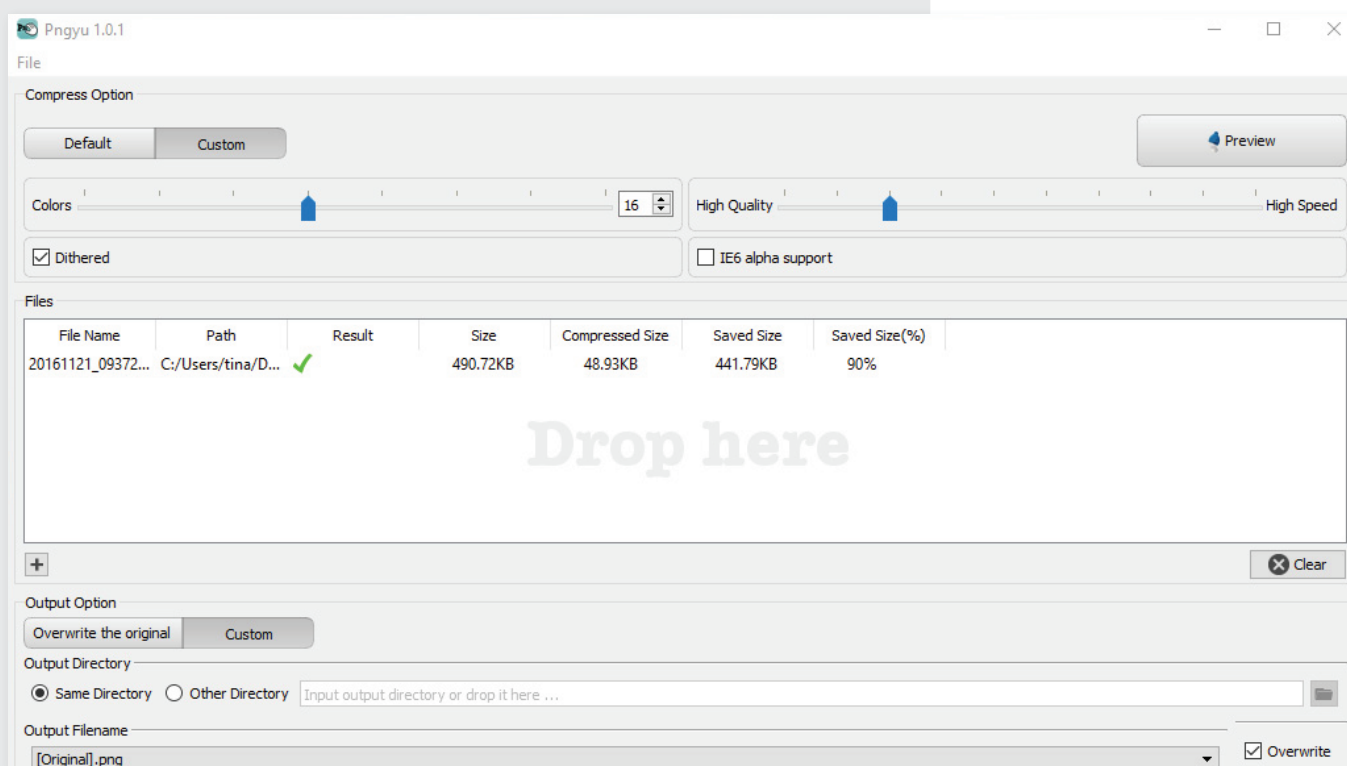 Pngyu 1.0.1
File
Compress Option
Default Custom Preview
Colors 16 High Quality High Speed
Dithered IE6 alpha support
Files
File Name Path Result Size Compressed Size Saved Size Saved Size(%)
20161121_09372... C:/Users/tina/D... 490.72KB 48.93KB 441.79KB 90%
Drop here
Clear
Output Option
Overwrite the original Custom
Output Directory
Same Directory Other Directory Input output directory or drop it here ...
Output Filename
[Original].png Overwrite